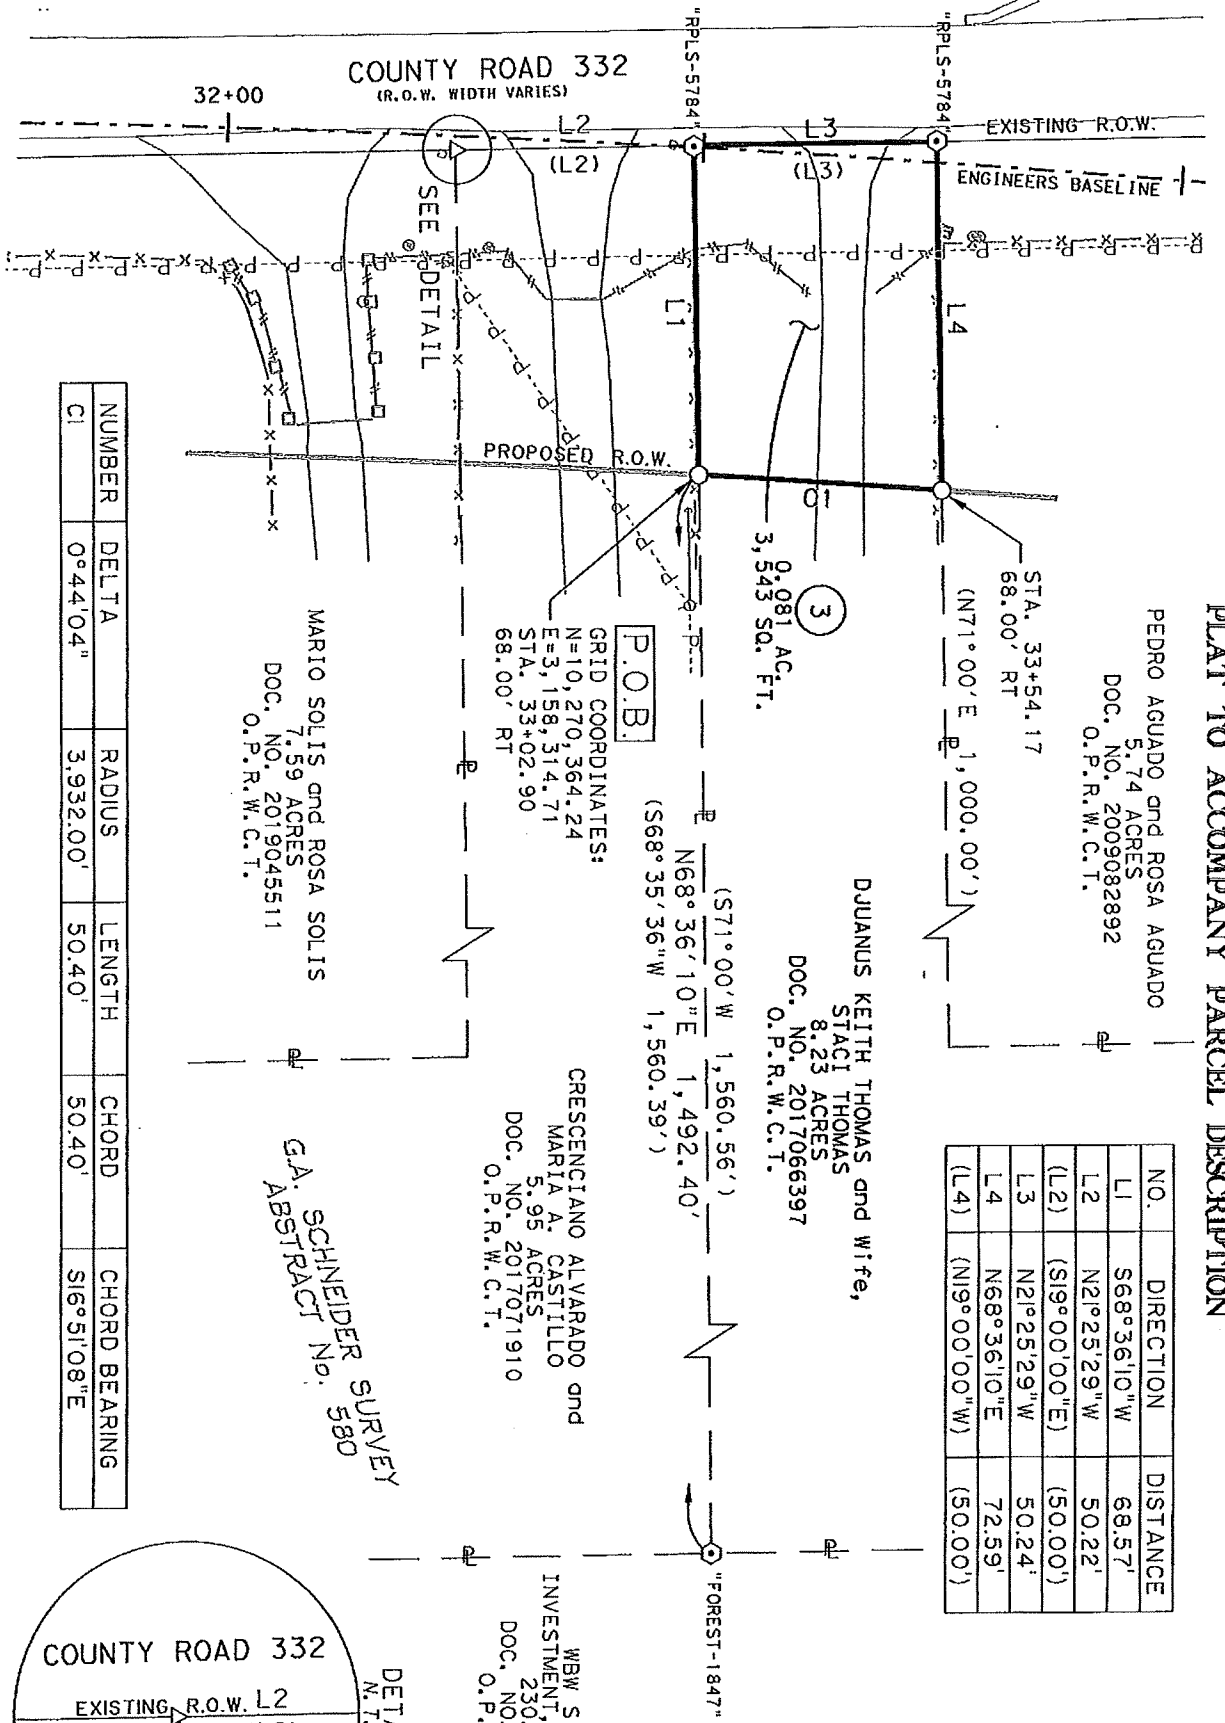 PLAT TO ACCOMPANY PARCEL DESCRIPTION
COUNTY ROAD 332
(R.O.W. WIDTH VARIES)
32+00
L2
(L2)
"RPLS-5784"
L3
(L3)
"RPLS-5784"
EXISTING R.O.W.
ENGINEERS BASELINE
SEE DETAIL
L1
L4
PROPOSED R.O.W.
C1
3
0.081 AC.
3,543 SQ. FT.
STA. 33+54.17
68.00' RT
(N71°00'E 1,000.00')
PEDRO AGUADO and ROSA AGUADO
5.74 ACRES
DOC. NO. 2009082892
O.P.R.W.C.T.
P.O.B.
GRID COORDINATES:
N=10,270,364.24
E=3,158,314.71
STA. 33+02.90
68.00' RT
DJUANUS KEITH THOMAS and Wife,
STACI THOMAS
8.23 ACRES
DOC. NO. 2017066397
O.P.R.W.C.T.
(S71°00'W 1,560.56')
N68°36'10"E 1,492.40'
(S68°35'36"W 1,560.39')
MARIO SOLIS and ROSA SOLIS
7.59 ACRES
DOC. NO. 2019045511
O.P.R.W.C.T.
CRESCENCIANO ALVARADO and
MARIA A. CASTILLO
5.95 ACRES
DOC. NO. 2017071910
O.P.R.W.C.T.
G.A. SCHNEIDER SURVEY
ABSTRACT No. 580
NO. DIRECTION DISTANCE
L1 S68°36'10"W 68.57'
L2 N21°25'29"W 50.22'
(L2) (S19°00'00"E) (50.00')
L3 N21°25'29"W 50.24'
L4 N68°36'10"E 72.59'
(L4) (N19°00'00"W) (50.00')
NUMBER DELTA RADIUS LENGTH CHORD CHORD BEARING
C1 0°44'04" 3,932.00' 50.40' 50.40' S16°51'08"E
"FOREST-1847"
WBW S
INVESTMENT,
230.
DOC. NO.
O.P.
DETA
N.T.
COUNTY ROAD 332
EXISTING R.O.W. L2